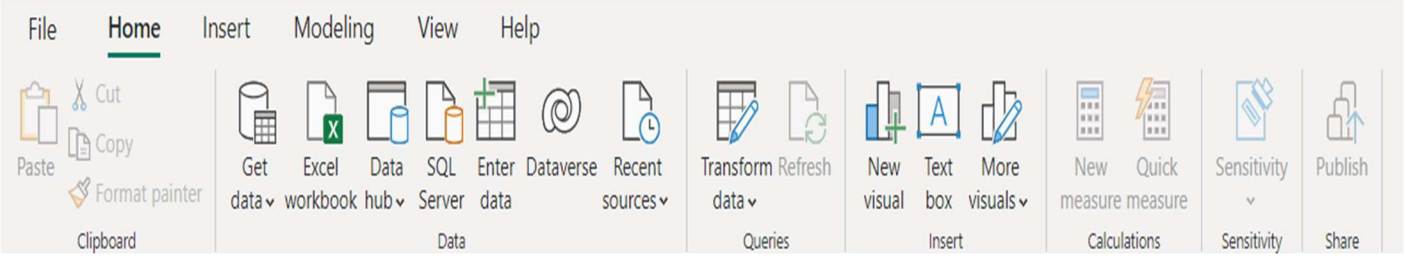 File Home Insert Modeling View Help
Paste
Cut
Copy
Format painter
Clipboard
Get data
Excel workbook
Data hub
SQL Server
Enter data
Dataverse
Recent sources
Data
Transform data
Refresh
Queries
New visual
A
Text box
More visuals
Insert
New measure
Quick measure
Calculations
Sensitivity
Sensitivity
Publish
Share